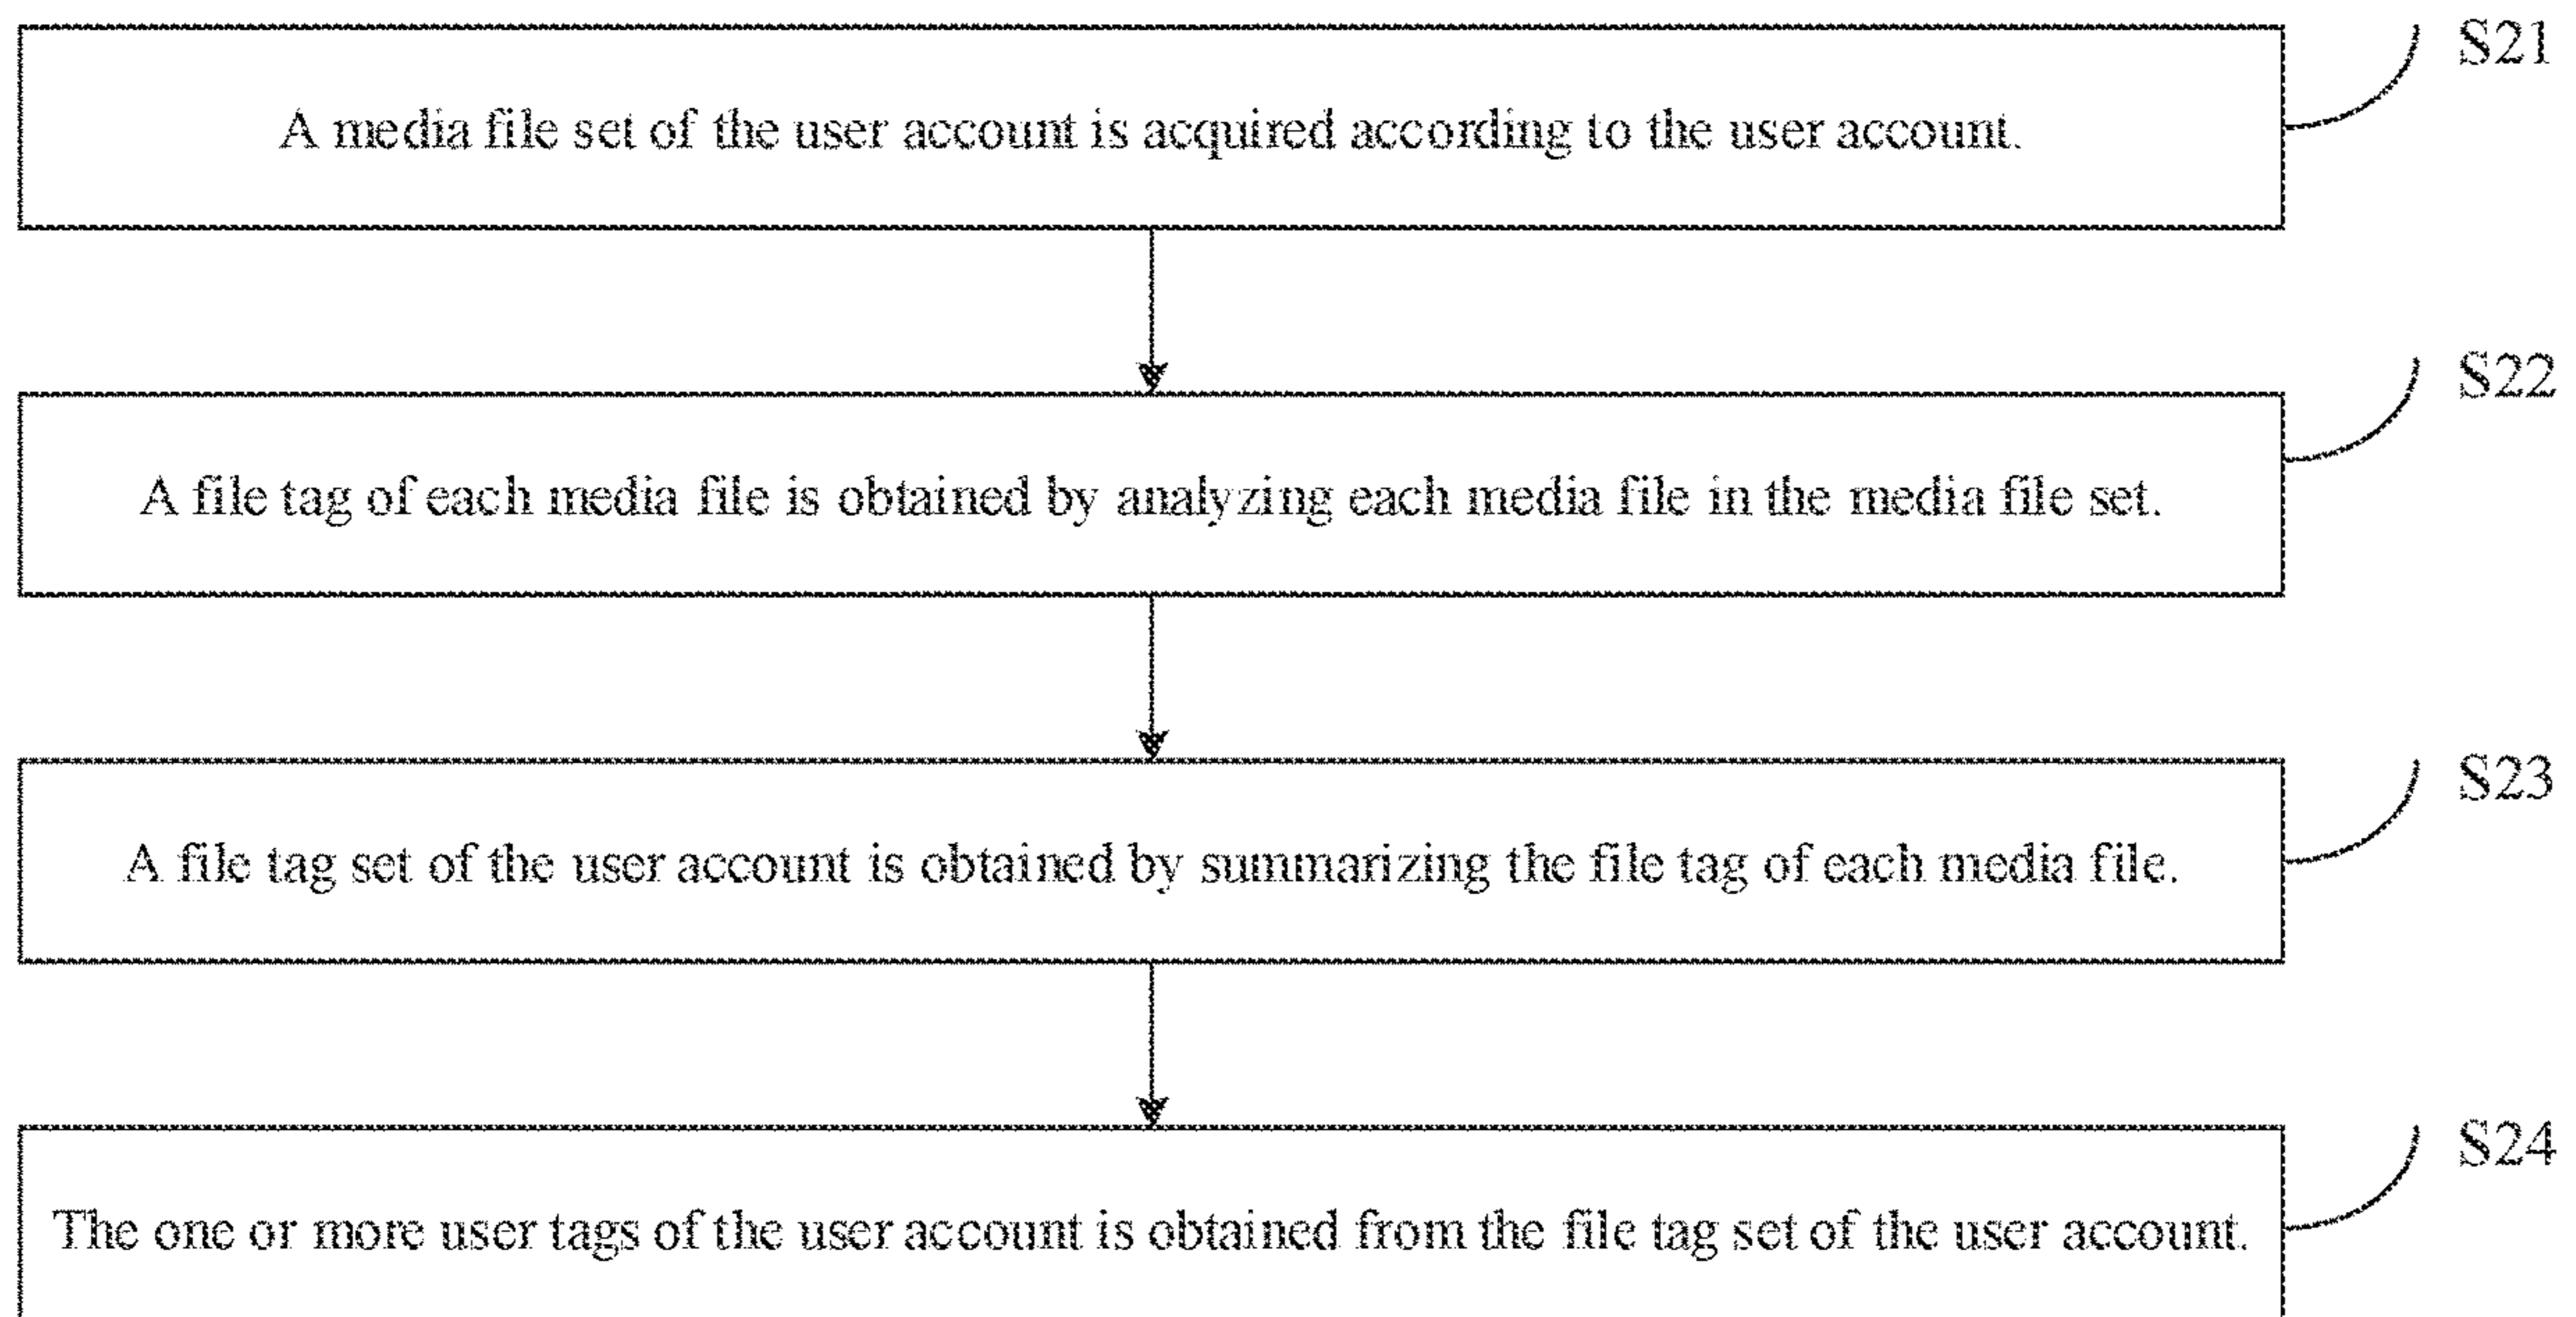 S21
A media file set of the user account is acquired according to the user account.
S22
A file tag of each media file is obtained by analyzing each media file in the media file set.
S23
A file tag set of the user account is obtained by summarizing the file tag of each media file.
S24
The one or more user tags of the user account is obtained from the file tag set of the user account.